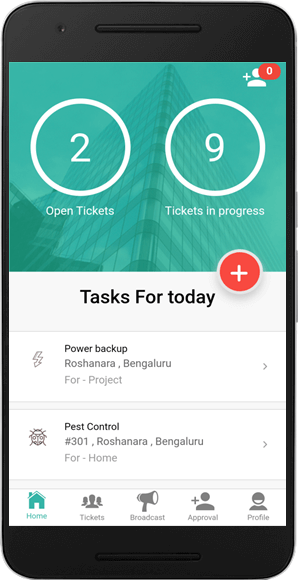 0
2
9
Open Tickets
Tickets in progress
+
Tasks For today
Power backup
Roshanara , Bengaluru
For - Project
Pest Control
#301 , Roshanara , Bengaluru
For - Home
Home
Tickets
Broadcast
Approval
Profile